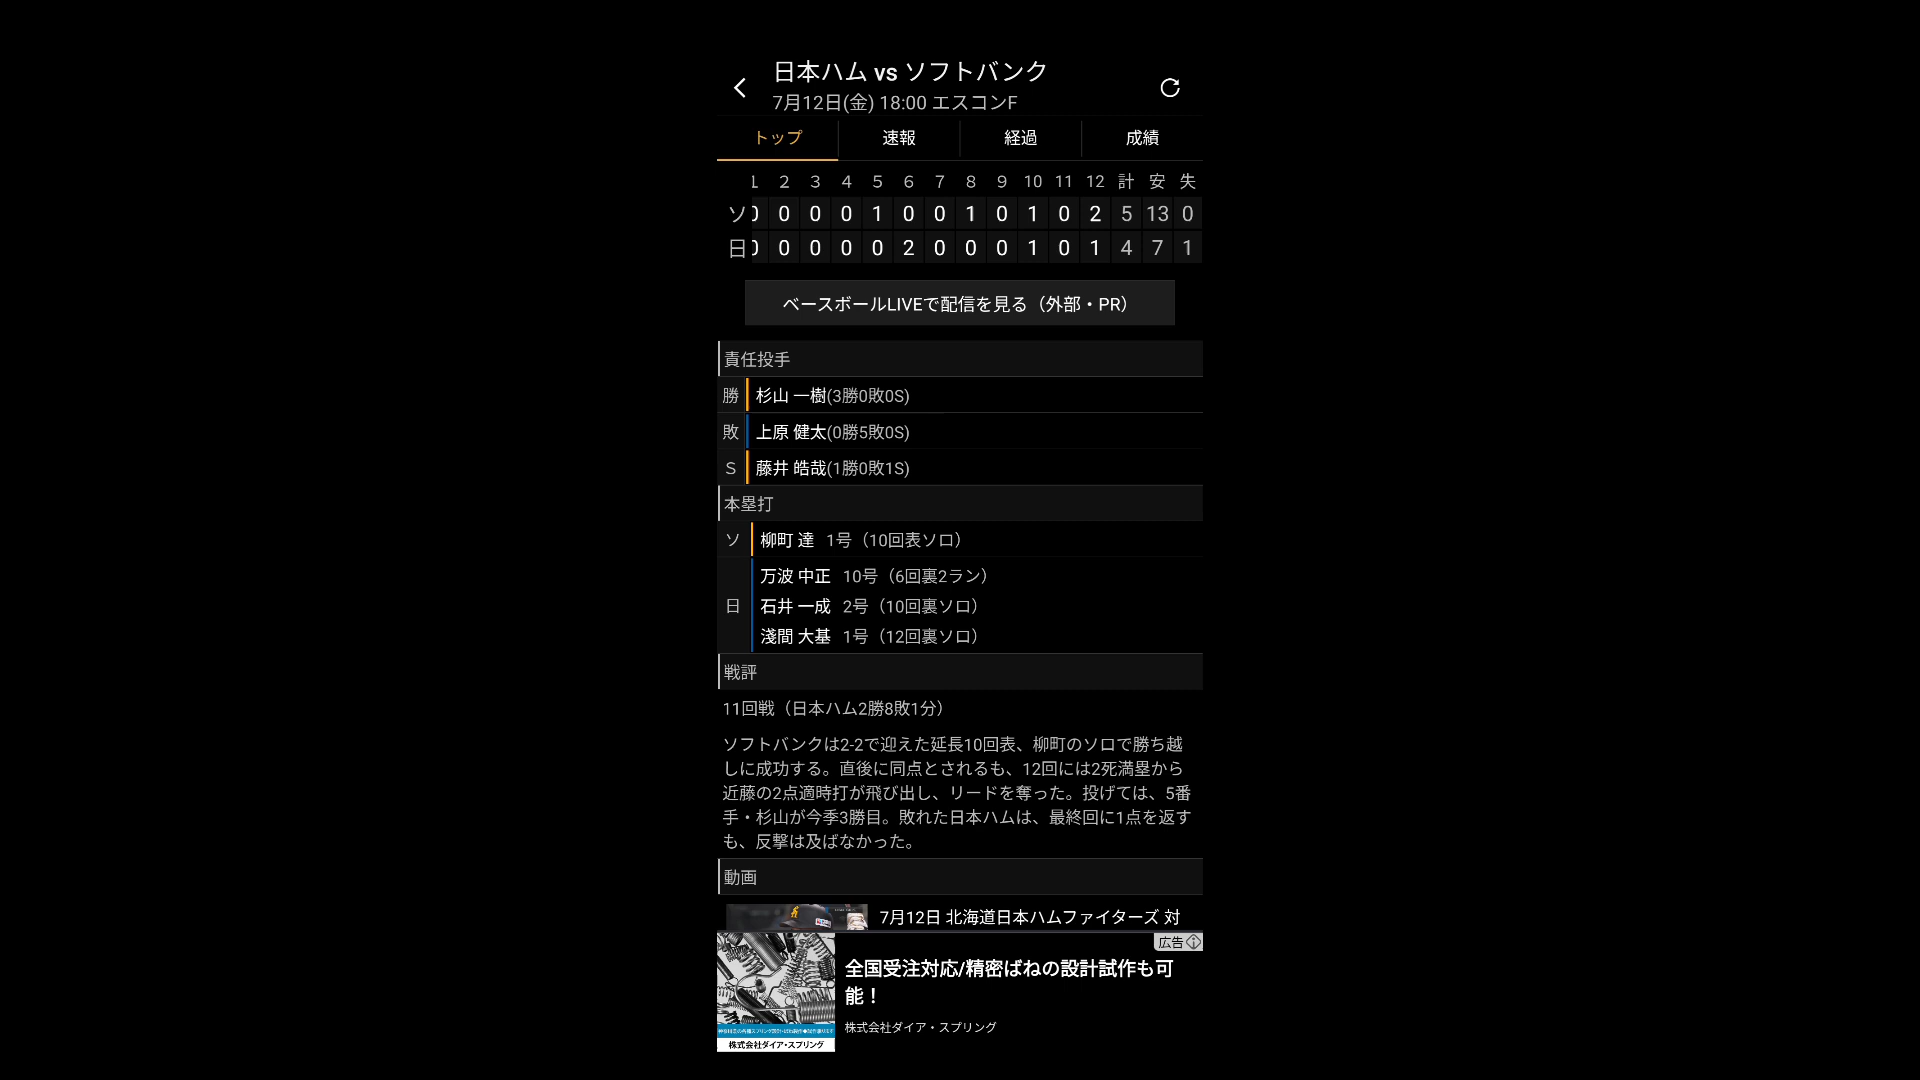 日本ハム vs ソフトバンク
7月12日(金) 18:00 エスコンF
トップ 速報 経過 成績
1 2 3 4 5 6 7 8 9 10 11 12 計 安 失
ソ 0 0 0 0 1 0 0 1 0 1 0 2 5 13 0
日 0 0 0 0 0 2 0 0 0 1 0 1 4 7 1
ベースボールLIVEで配信を見る（外部・PR）
責任投手
勝 杉山 一樹(3勝0敗0S)
敗 上原 健太(0勝5敗0S)
S 藤井 皓哉(1勝0敗1S)
本塁打
ソ 柳町 達 1号（10回表ソロ）
万波 中正 10号（6回裏2ラン）
日 石井 一成 2号（10回裏ソロ）
淺間 大基 1号（12回裏ソロ）
戦評
11回戦（日本ハム2勝8敗1分）
ソフトバンクは2-2で迎えた延長10回表、柳町のソロで勝ち越
しに成功する。直後に同点とされるも、12回には2死満塁から
近藤の2点適時打が飛び出し、リードを奪った。投げては、5番
手・杉山が今季3勝目。敗れた日本ハムは、最終回に1点を返す
も、反撃は及ばなかった。
動画
7月12日 北海道日本ハムファイターズ 対
広告
全国受注対応/精密ばねの設計試作も可
能！
株式会社ダイア・スプリング
株式会社ダイア・スプリング